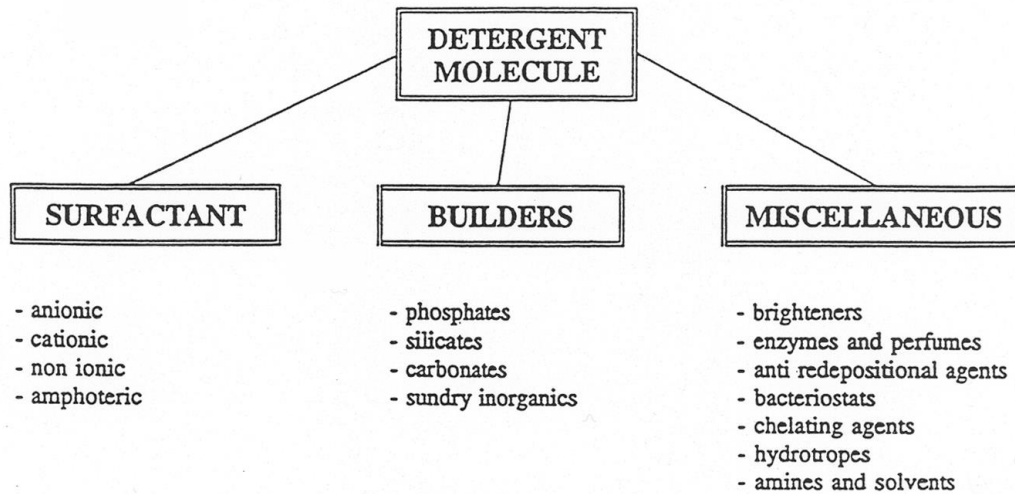 DETERGENT
MOLECULE
SURFACTANT
- anionic
- cationic
- non ionic
- amphoteric
BUILDERS
- phosphates
- silicates
- carbonates
- sundry inorganics
MISCELLANEOUS
- brighteners
- enzymes and perfumes
- anti redepositional agents
- bacteriostats
- chelating agents
- hydrotropes
- amines and solvents